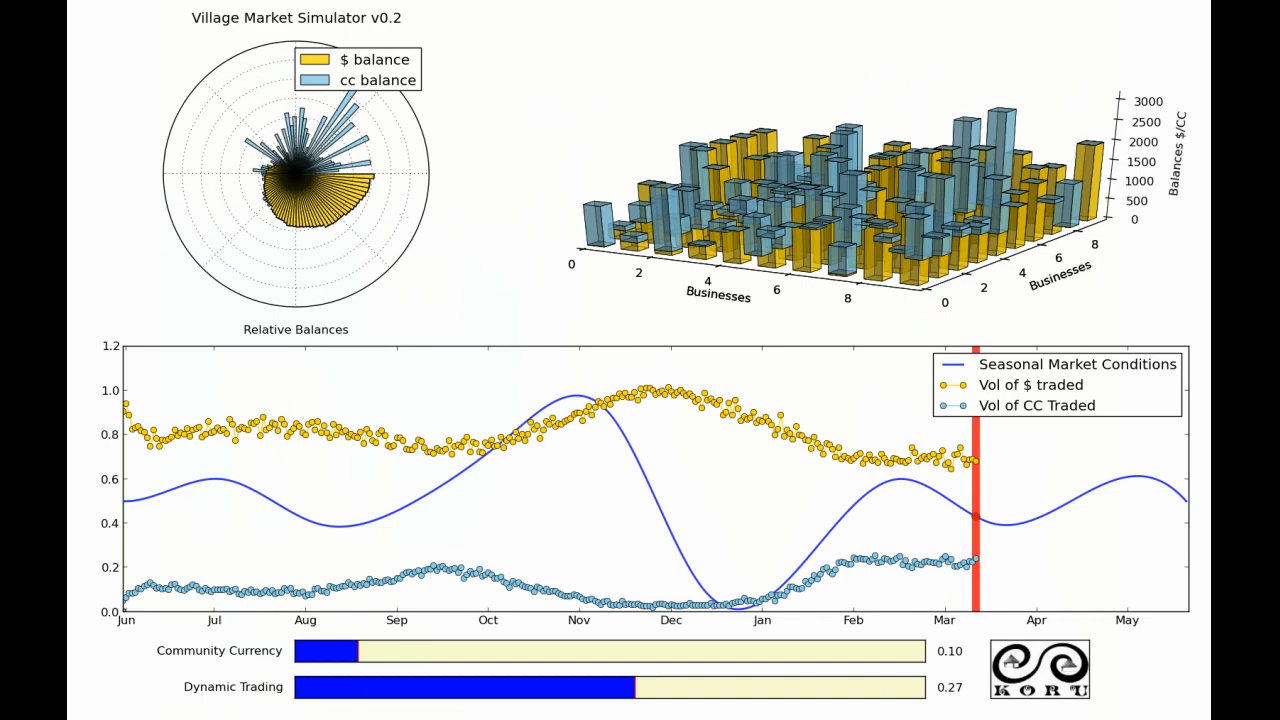 Village Market Simulator v0.2
$ balance
cc balance
Relative Balances
3000
2500
2000
1500
1000
500
0
Balances $/CC
0
2
4
6
8
Businesses
0
2
4
6
8
Businesses
1.2
1.0
0.8
0.6
0.4
0.2
0.0
Seasonal Market Conditions
Vol of $ traded
Vol of CC Traded
Jun Jul Aug Sep Oct Nov Dec Jan Feb Mar Apr May
Community Currency 0.10
Dynamic Trading 0.27
KORU